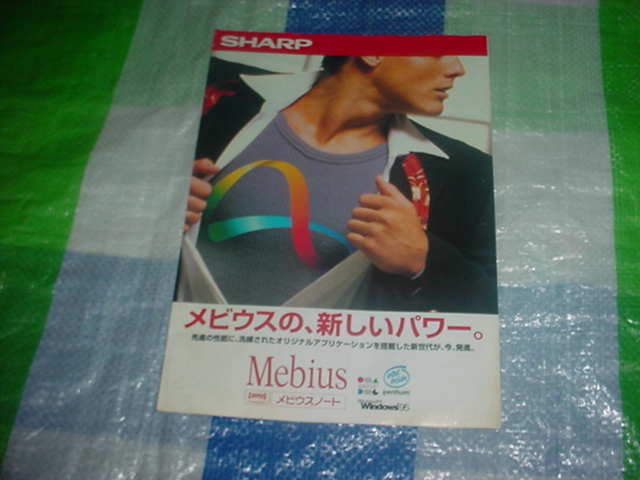 SHARP
メビウスの、新しいパワー。
先進の性能に、洗練されたオリジナルアプリケーションを搭載した新世代が、今、発進。
Mebius
メビウスノート
intel inside
pentium
Windows95